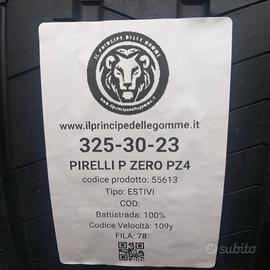 IL PRINCIPE DELLE GOMME
www.ilprincipedellegomme.it
325-30-23
PIRELLI P ZERO PZ4
codice prodotto: 55613
Tipo: ESTIVI
COD:
Battistrada: 100%
Codice Velocità: 109y
FILA: 78
subito